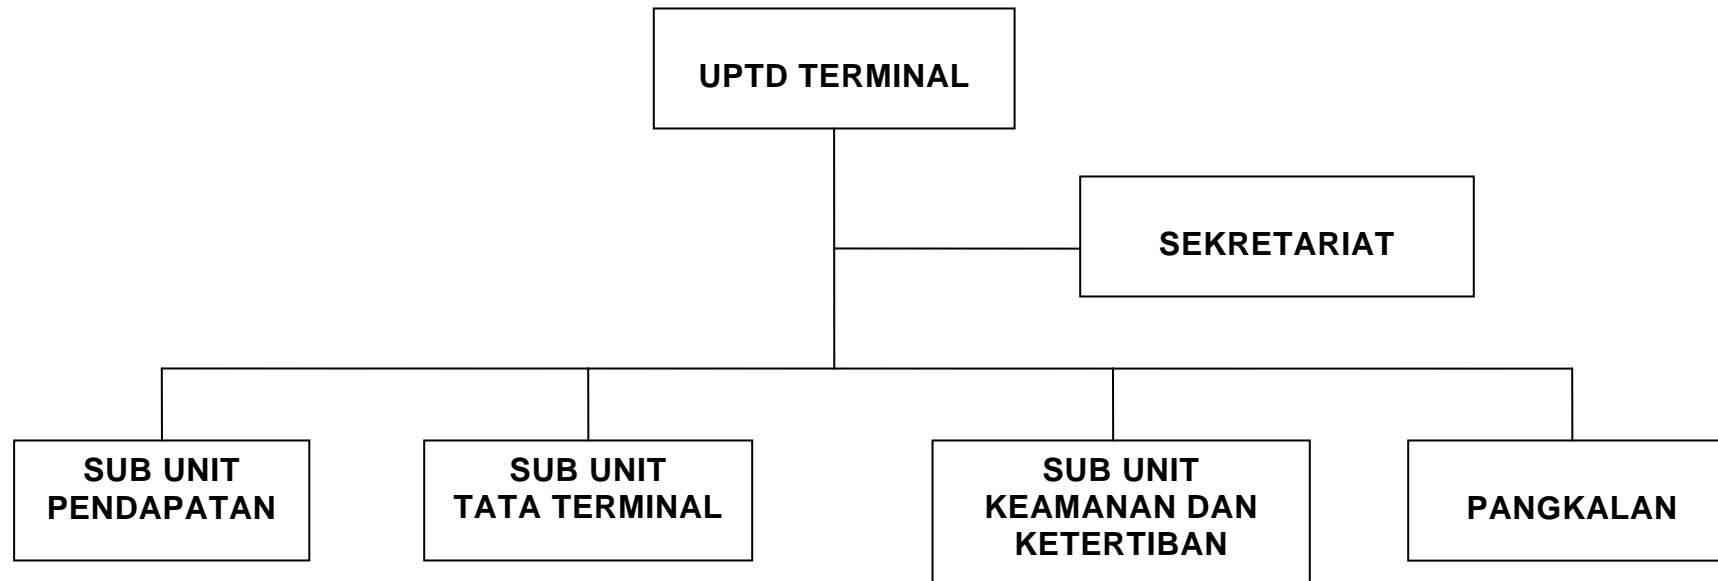 UPTD TERMINAL
SEKRETARIAT
SUB UNIT
PENDAPATAN
SUB UNIT
TATA TERMINAL
SUB UNIT
KEAMANAN DAN
KETERTIBAN
PANGKALAN